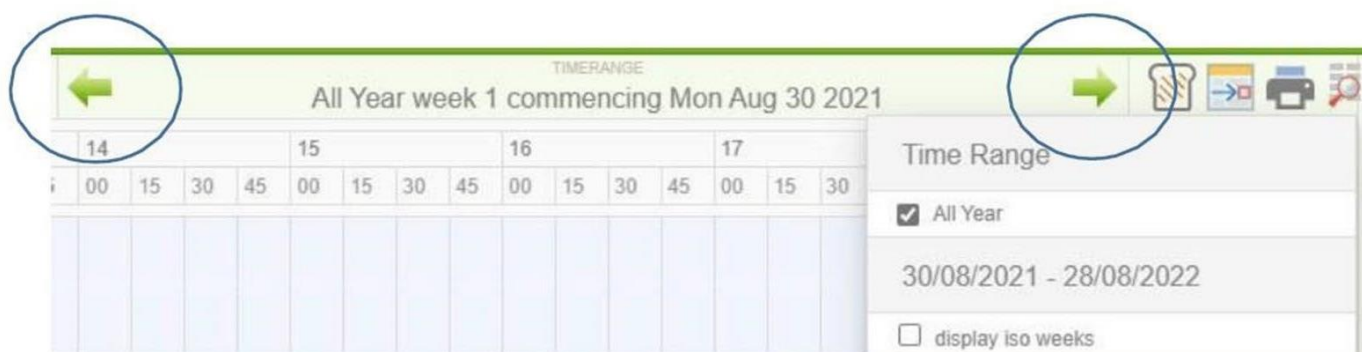 TIMERANGE
All Year week 1 commencing Mon Aug 30 2021
14 15 16 17
00 15 30 45 00 15 30 45 00 15 30 45 00 15 30
Time Range
All Year
30/08/2021 - 28/08/2022
display iso weeks